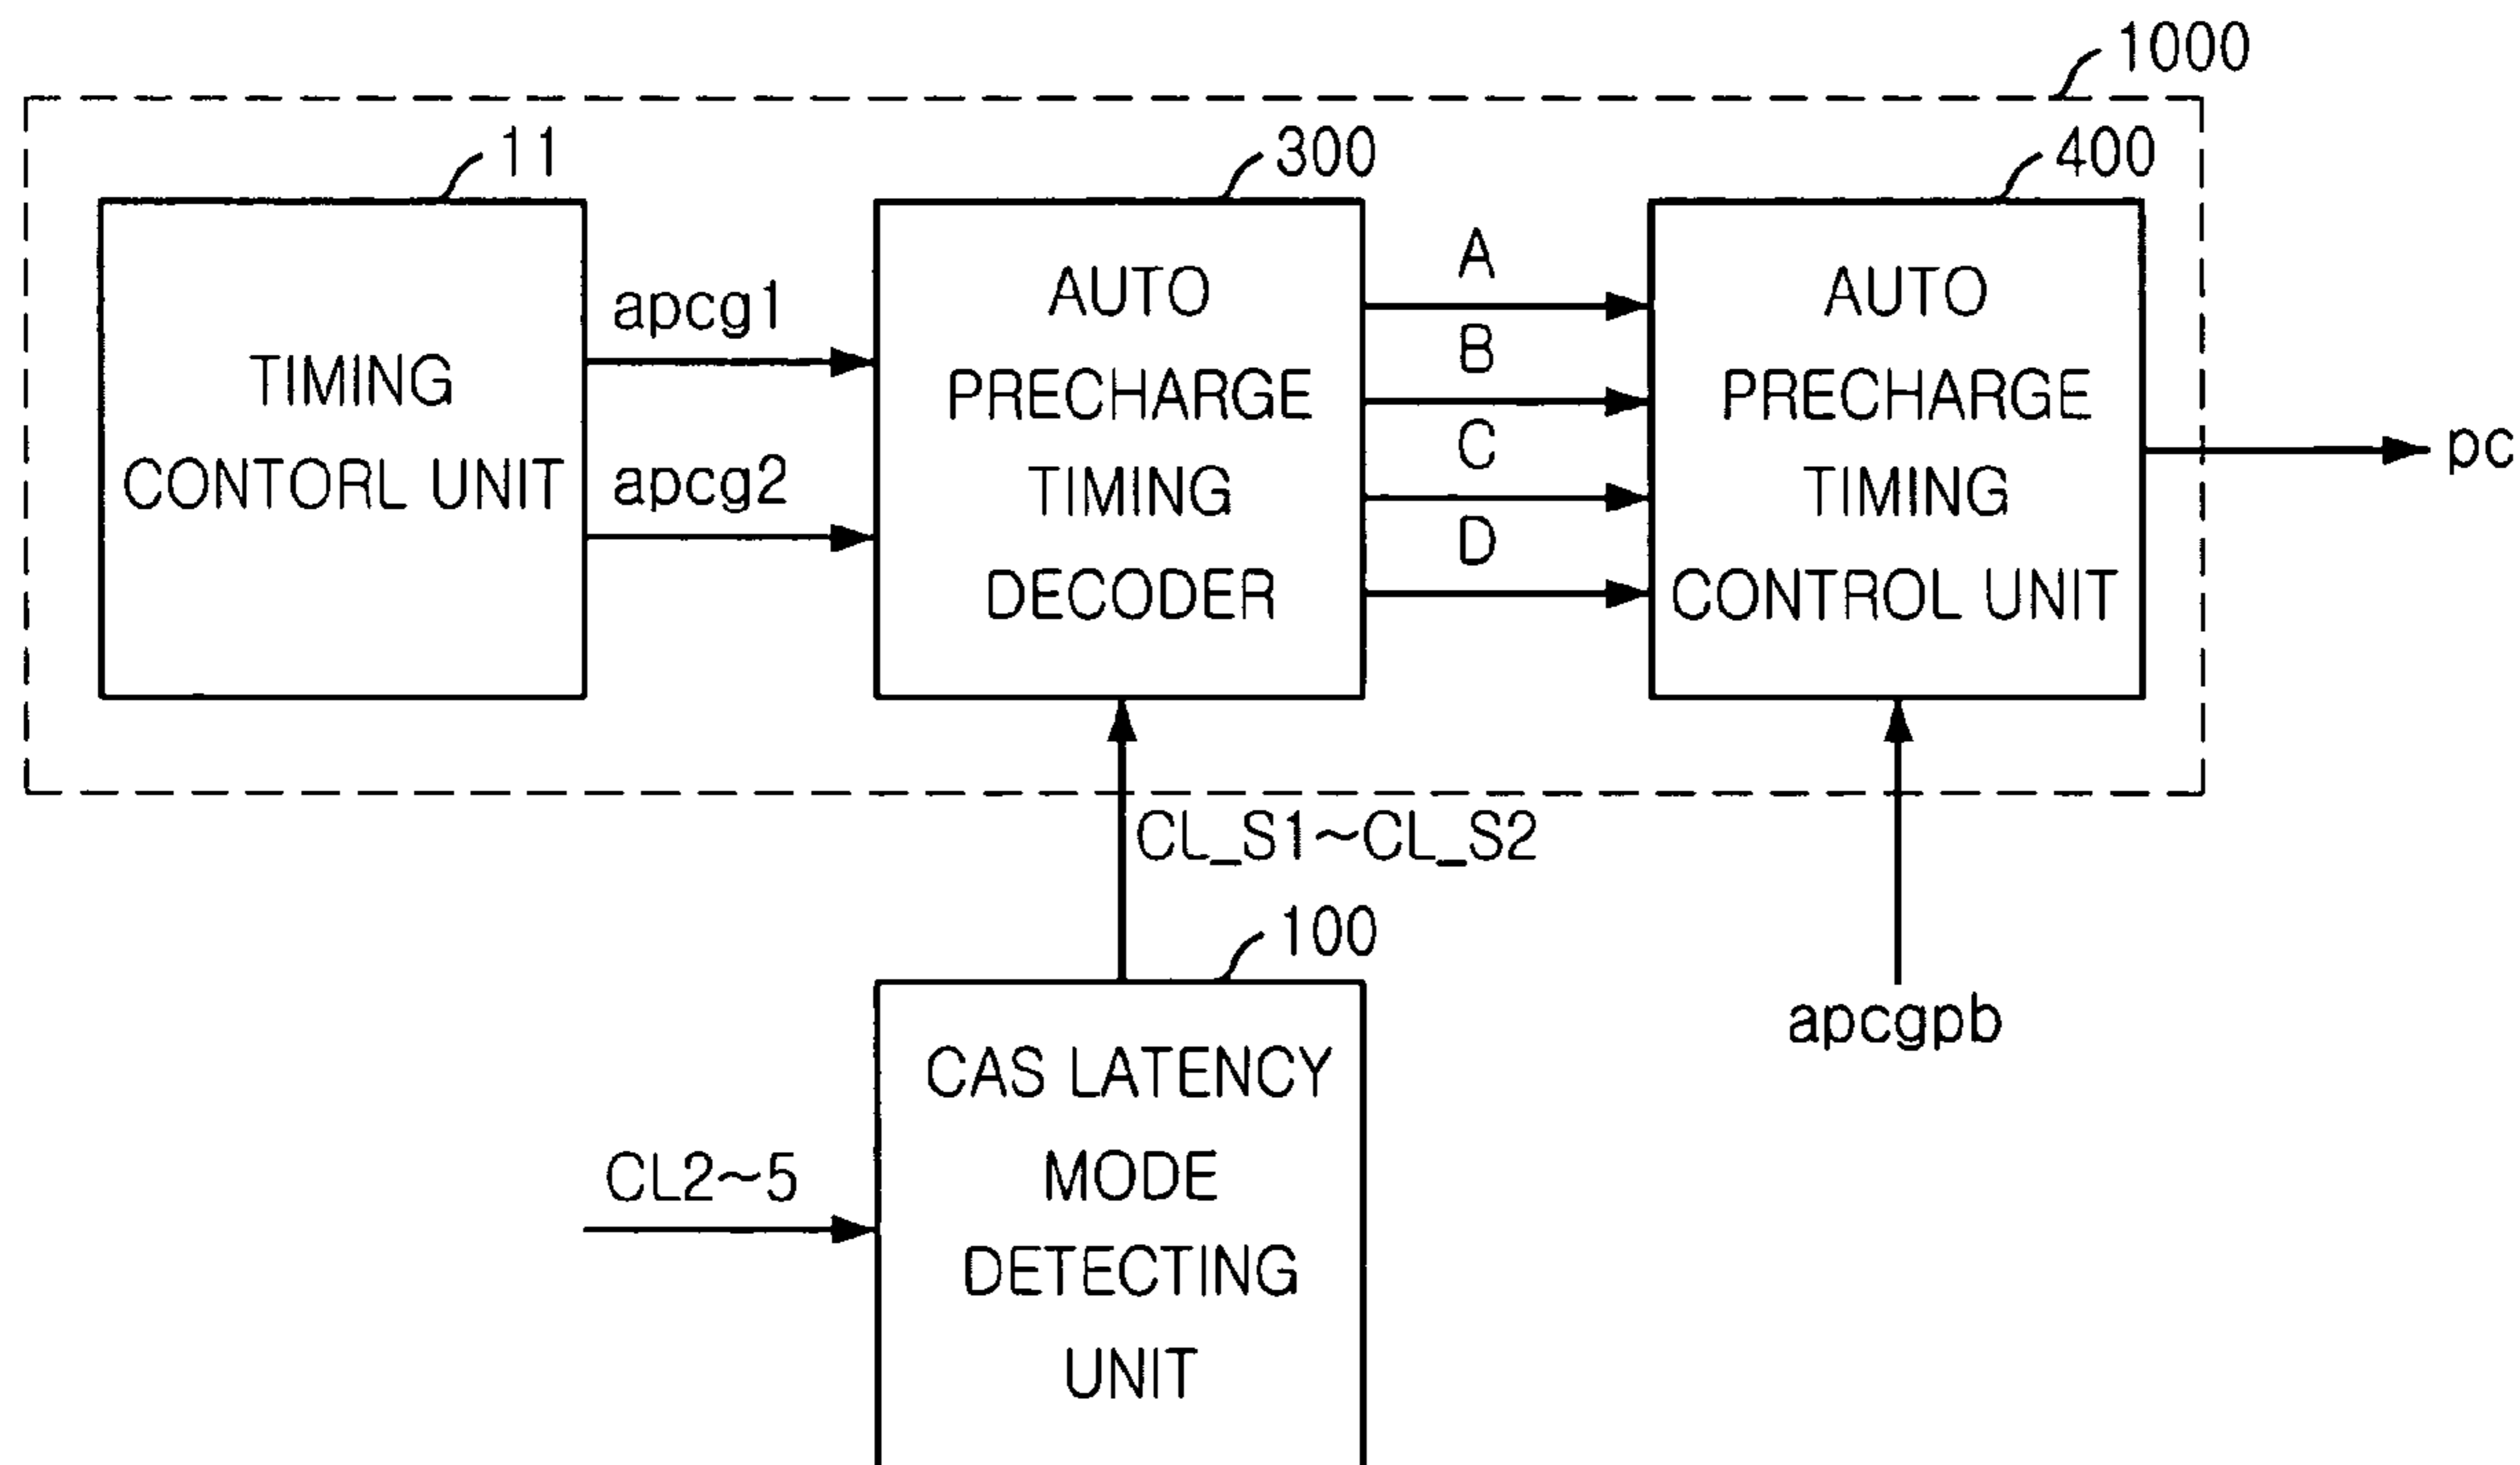 1000
11
300
400
TIMING
CONTORL UNIT
apcg1
apcg2
AUTO
PRECHARGE
TIMING
DECODER
A
B
C
D
AUTO
PRECHARGE
TIMING
CONTROL UNIT
pc
CL_S1~CL_S2
100
apcgpb
CL2~5
CAS LATENCY
MODE
DETECTING
UNIT